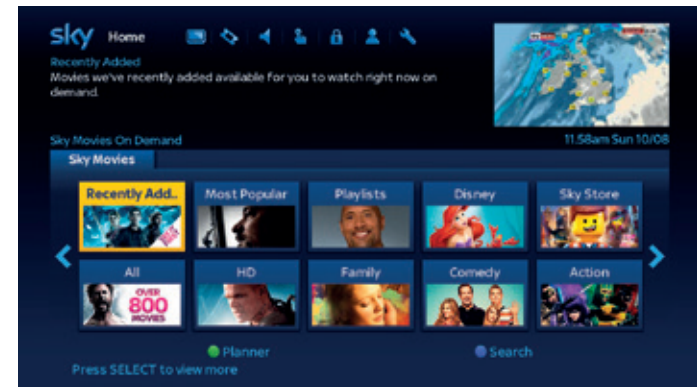 sky Home
Recently Added
Movies we've recently added available for you to watch right now on
demand.
Sky Movies On Demand
11.58am Sun 10/08
Sky Movies
Recently Add..
Most Popular
Playlists
Disney
Sky Store
All
HD
Family
Comedy
Action
OVER
800
MOVIES
Planner
Search
Press SELECT to view more